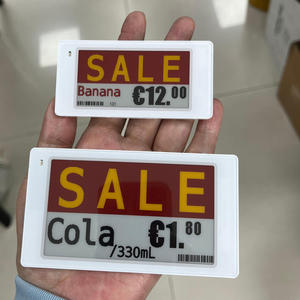 SALE
Banana
€12.00
SALE
Cola
€1.80
/330mL